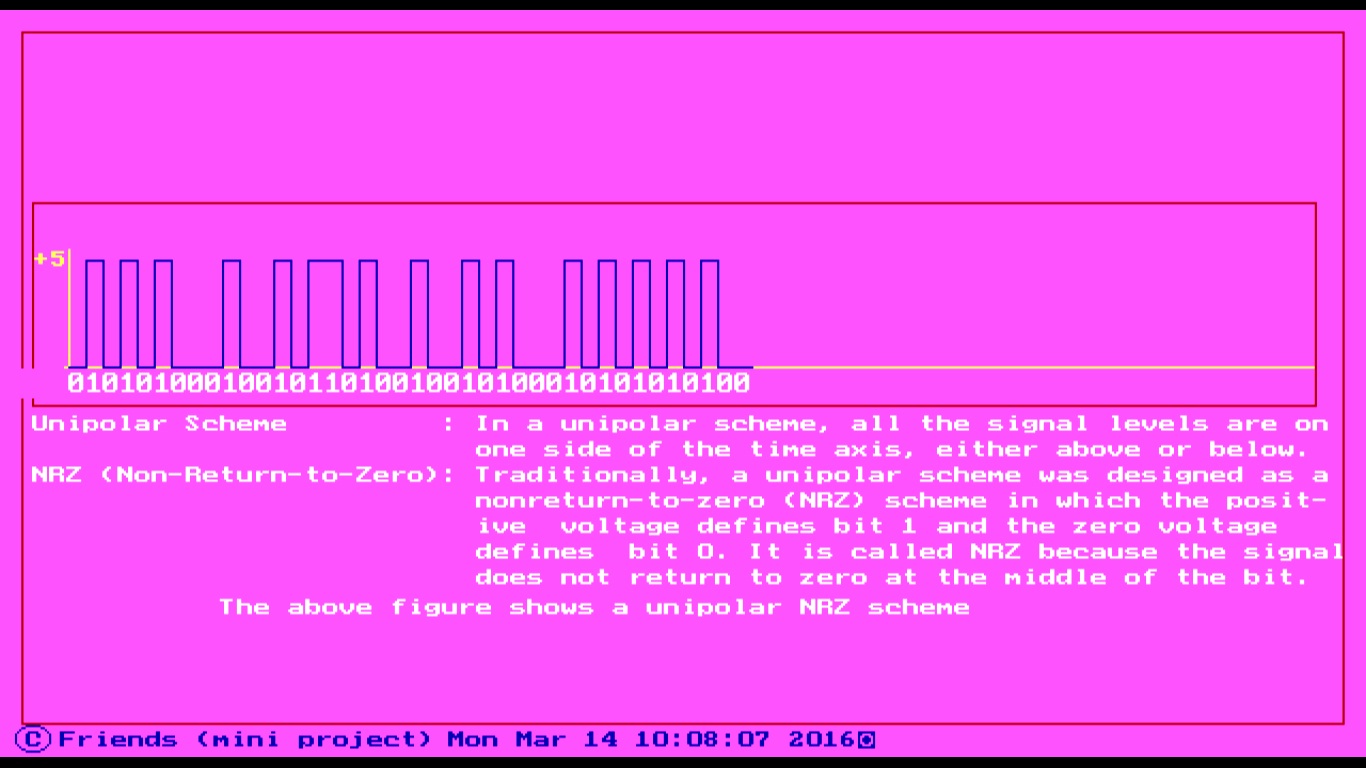 +5
0101010001001011010010010100010101010100
Unipolar Scheme : In a unipolar scheme, all the signal levels are on
one side of the time axis, either above or below.
NRZ (Non-Return-to-Zero): Traditionally, a unipolar scheme was designed as a
nonreturn-to-zero (NRZ) scheme in which the posit-
ive voltage defines bit 1 and the zero voltage
defines bit 0. It is called NRZ because the signal
does not return to zero at the middle of the bit.
The above figure shows a unipolar NRZ scheme
©Friends (mini project) Mon Mar 14 10:08:07 2016◙